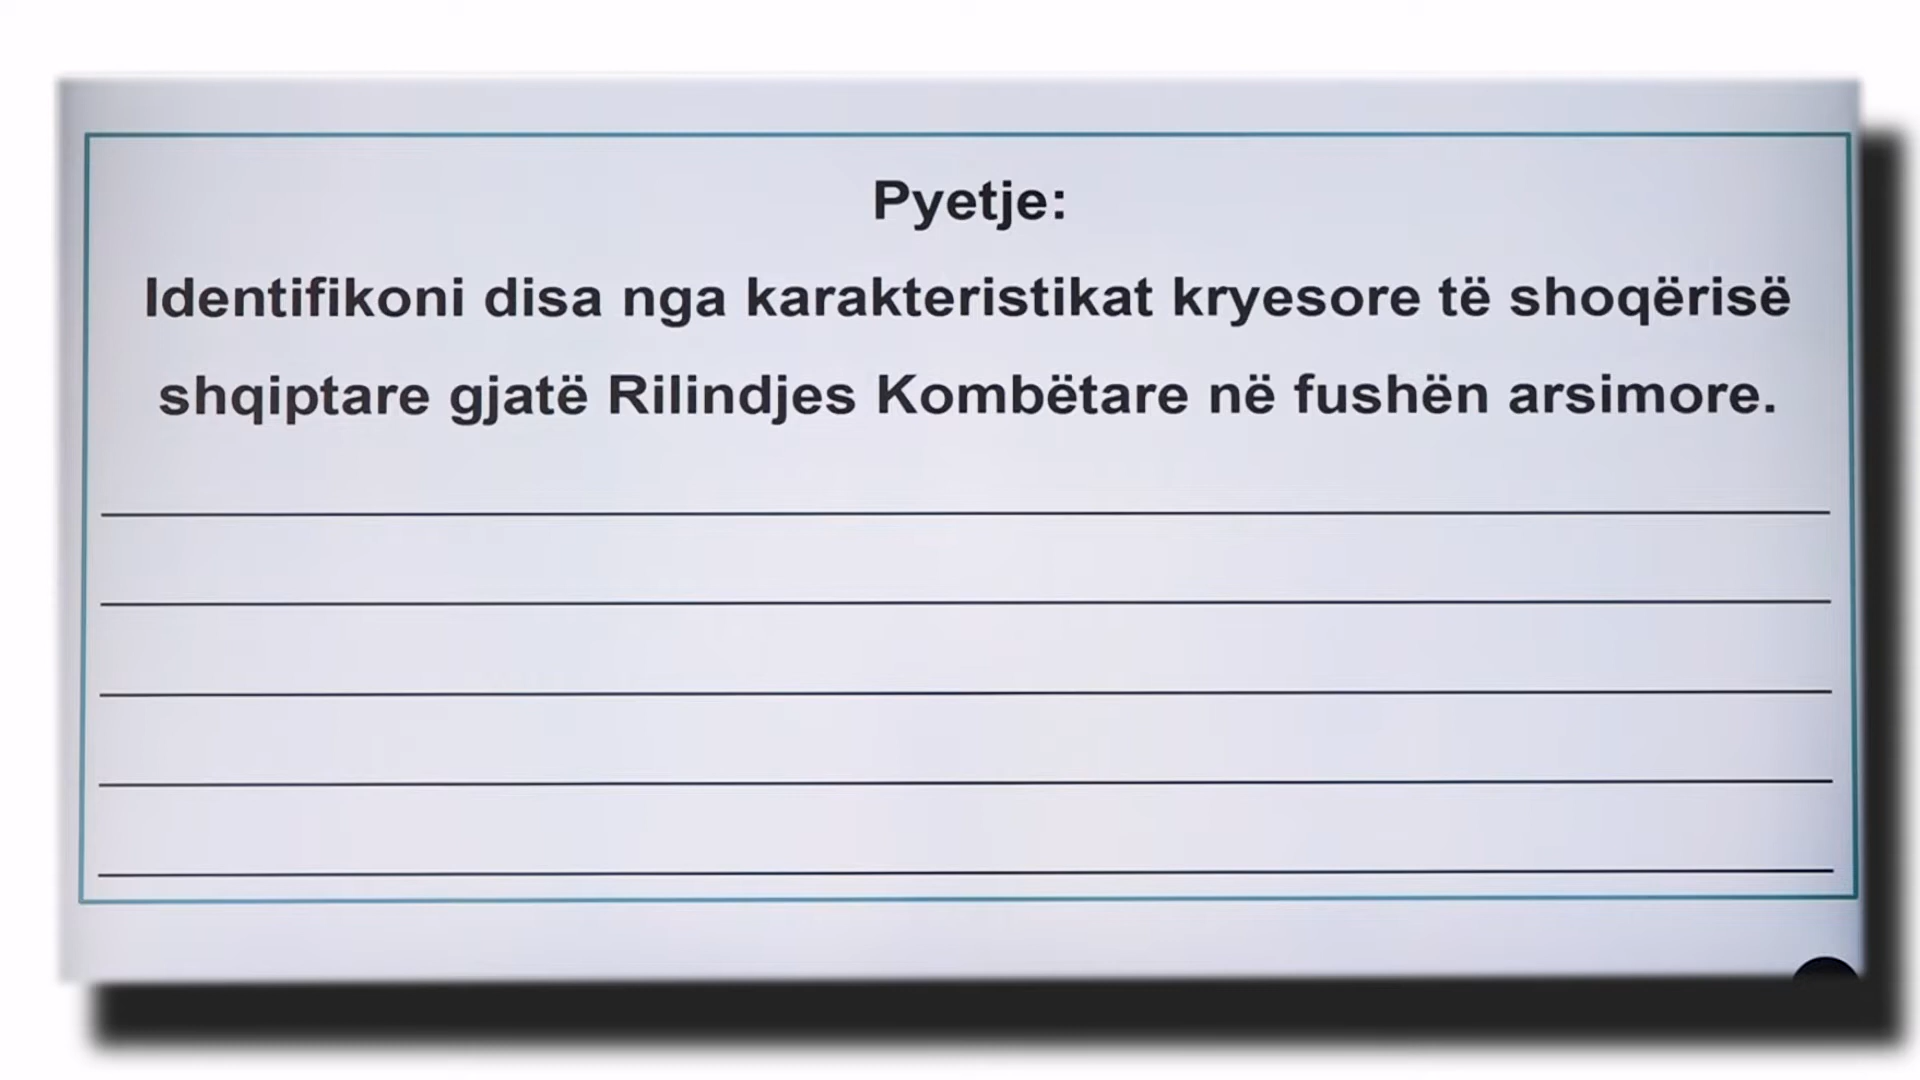 Pyetje:
Identifikoni disa nga karakteristikat kryesore të shoqërisë
shqiptare gjatë Rilindjes Kombëtare në fushën arsimore.